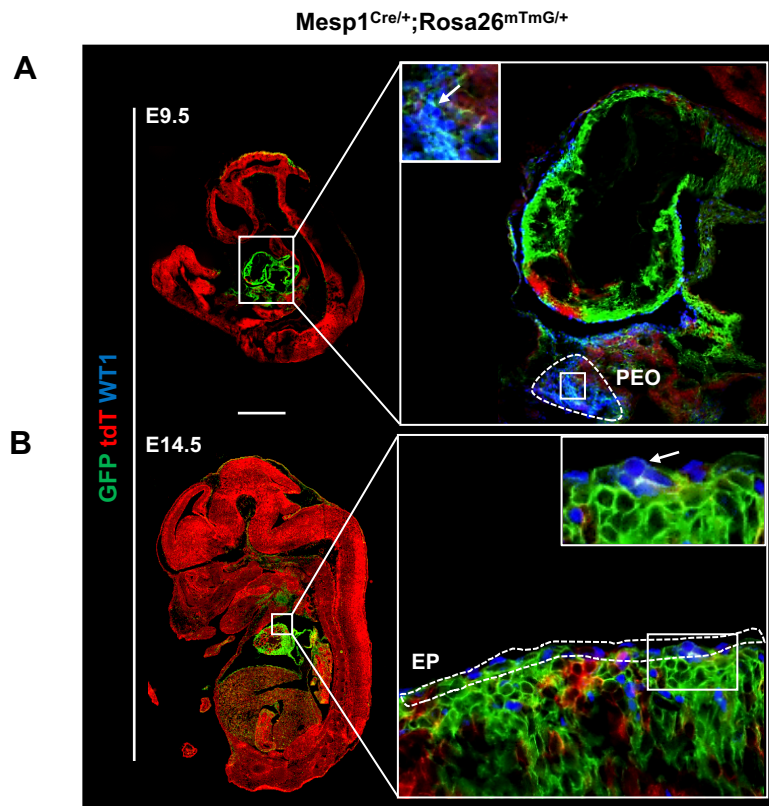 Mesp1Cre/+;Rosa26mTmG/+
A
E9.5
PEO
GFP tdT WT1
B
E14.5
EP